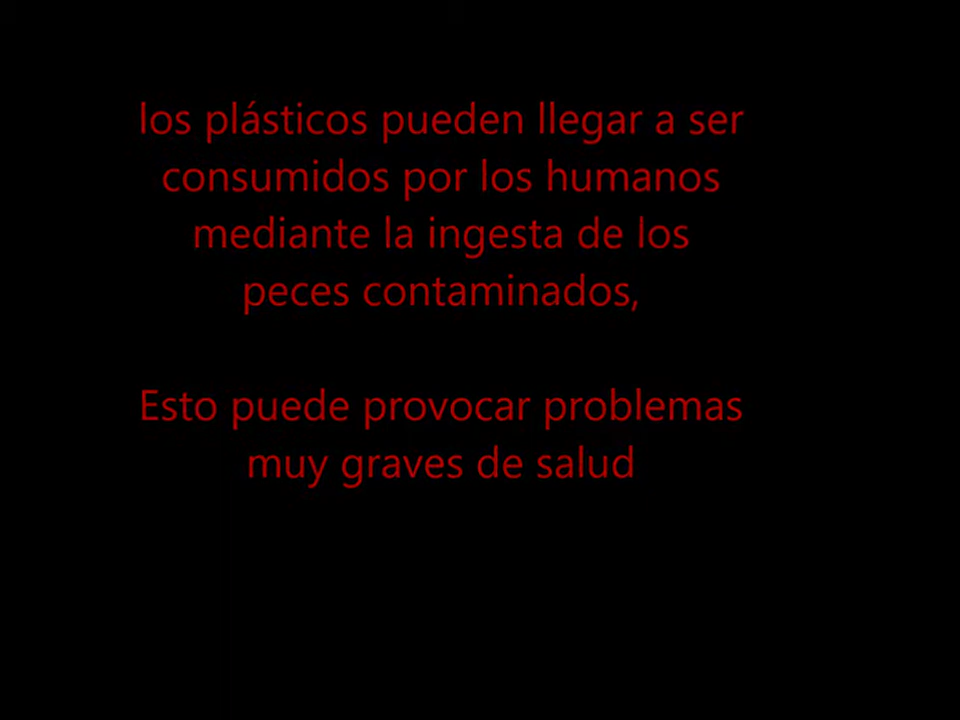 los plásticos pueden llegar a ser
consumidos por los humanos
mediante la ingesta de los
peces contaminados,
Esto puede provocar problemas
muy graves de salud